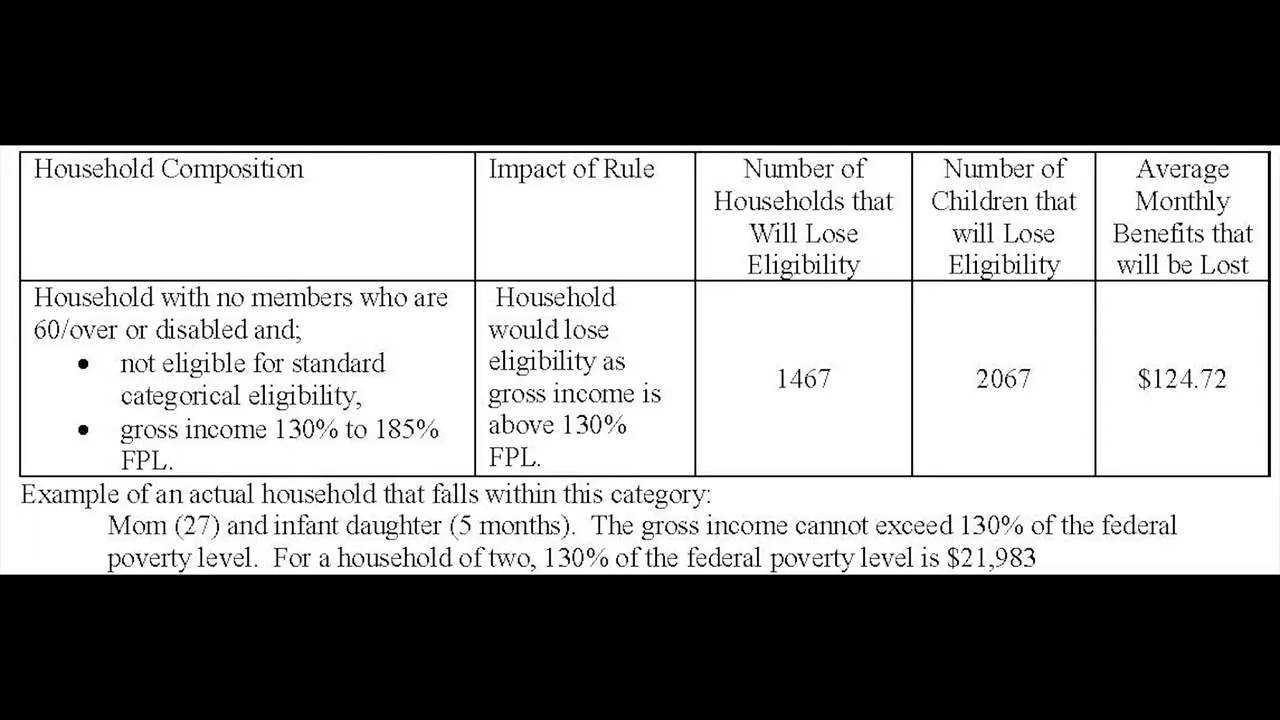 Household Composition
Impact of Rule
Number of
Households that
Will Lose
Eligibility
Number of
Children that
will Lose
Eligibility
Average
Monthly
Benefits that
will be Lost
Household with no members who are
60/over or disabled and;
• not eligible for standard
categorical eligibility,
• gross income 130% to 185%
FPL.
Household
would lose
eligibility as
gross income is
above 130%
FPL.
1467
2067
$124.72
Example of an actual household that falls within this category:
Mom (27) and infant daughter (5 months).  The gross income cannot exceed 130% of the federal
poverty level.  For a household of two, 130% of the federal poverty level is $21,983